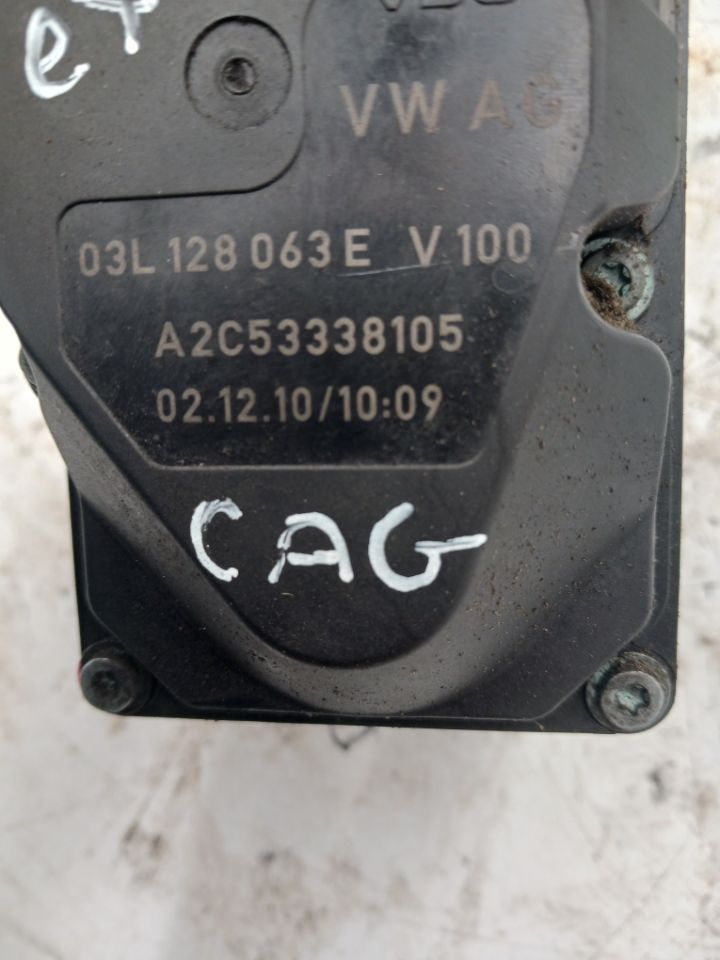 VW AG
03L 128 063 E V 100
A2C53338105
02.12.10/10:09
CAG